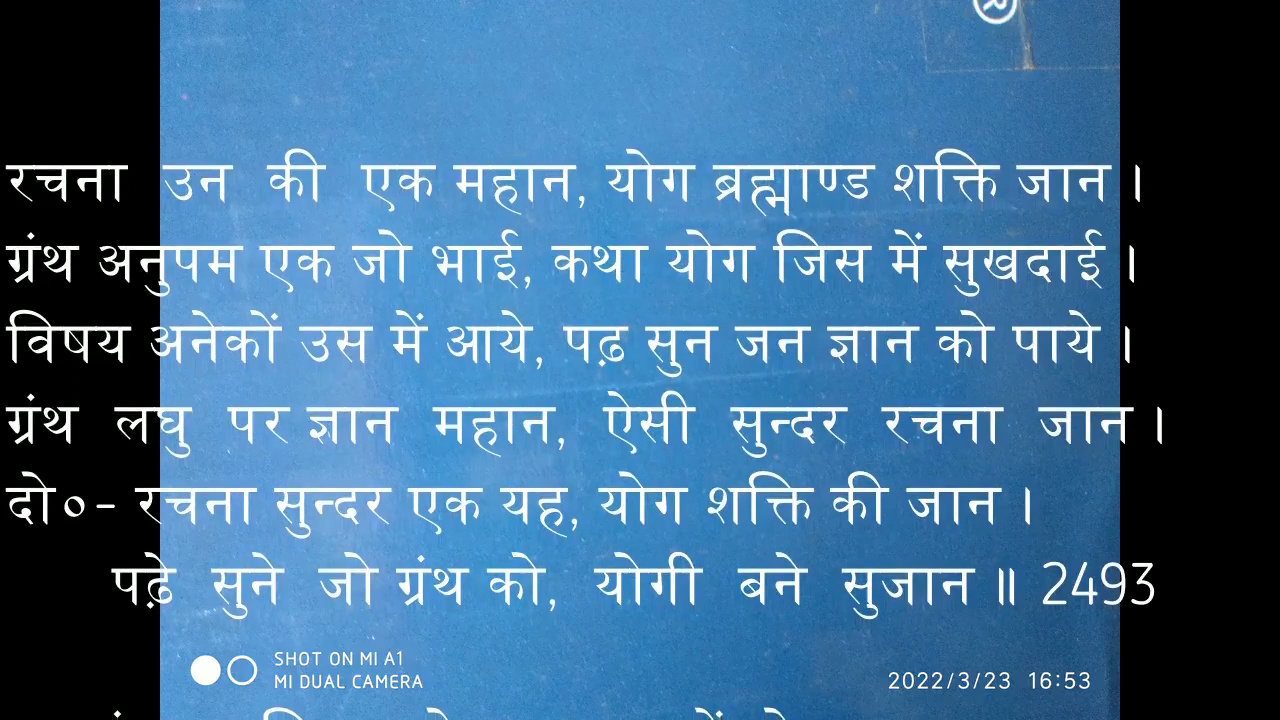 रचना उन की एक महान, योग ब्रह्माण्ड शक्ति जान ।
ग्रंथ अनुपम एक जो भाई, कथा योग जिस में सुखदाई ।
विषय अनेकों उस में आये, पढ़ सुन जन ज्ञान को पाये ।
ग्रंथ लघु पर ज्ञान महान, ऐसी सुन्दर रचना जान ।
दो०- रचना सुन्दर एक यह, योग शक्ति की जान ।
पढ़े सुने जो ग्रंथ को, योगी बने सुजान ॥ 2493
SHOT ON MI A1
MI DUAL CAMERA
2022/3/23 16:53